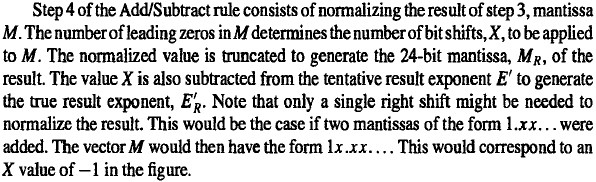 Step 4 of the Add/Subtract rule consists of normalizing the result of step 3, mantissa
M. The number of leading zeros in M determines the number of bit shifts, X, to be applied
to M. The normalized value is truncated to generate the 24-bit mantissa, M_R, of the
result. The value X is also subtracted from the tentative result exponent E′ to generate
the true result exponent, E′_R. Note that only a single right shift might be needed to
normalize the result. This would be the case if two mantissas of the form 1.xx... were
added. The vector M would then have the form 1x.xx.... This would correspond to an
X value of −1 in the figure.